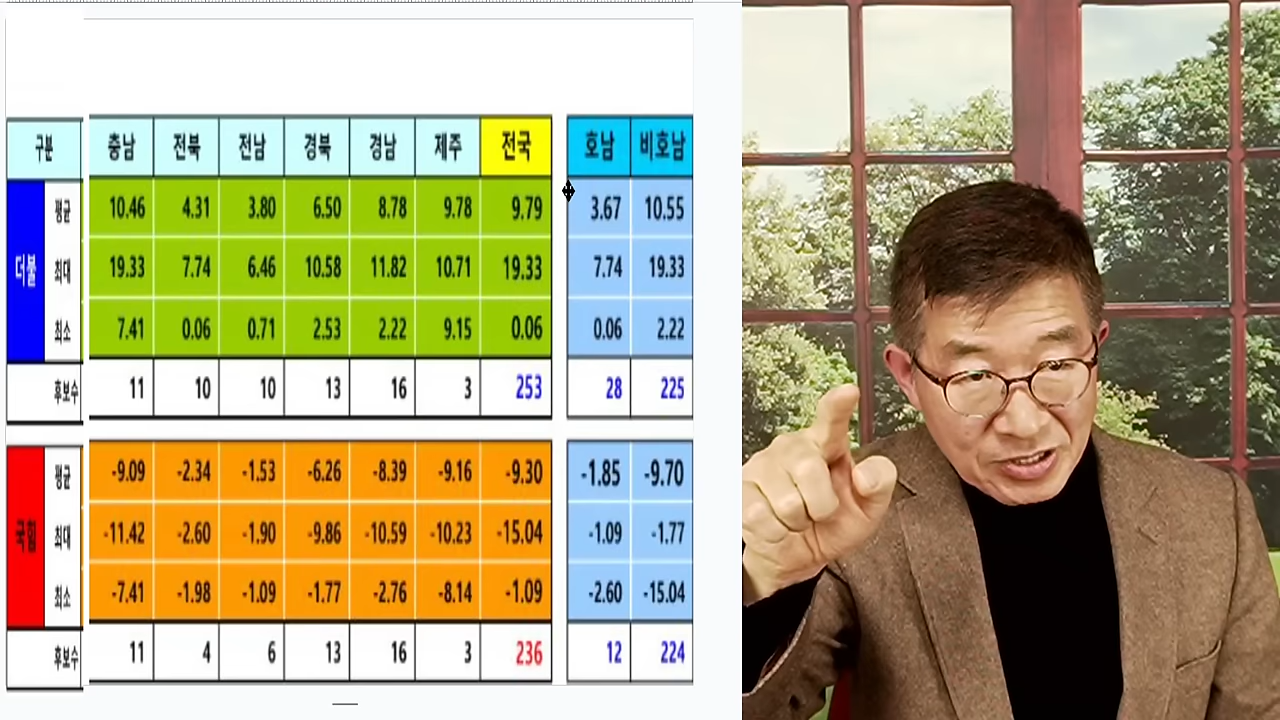 구분 충남 전북 전남 경북 경남 제주 전국 호남 비호남
더불
평균 10.46 4.31 3.80 6.50 8.78 9.78 9.79 3.67 10.55
최대 19.33 7.74 6.46 10.58 11.82 10.71 19.33 7.74 19.33
최소 7.41 0.06 0.71 2.53 2.22 9.15 0.06 0.06 2.22
후보수 11 10 10 13 16 3 253 28 225
국힘
평균 -9.09 -2.34 -1.53 -6.26 -8.39 -9.16 -9.30 -1.85 -9.70
최대 -11.42 -2.60 -1.90 -9.86 -10.59 -10.23 -15.04 -1.09 -1.77
최소 -7.41 -1.98 -1.09 -1.77 -2.76 -8.14 -1.09 -2.60 -15.04
후보수 11 4 6 13 16 3 236 12 224